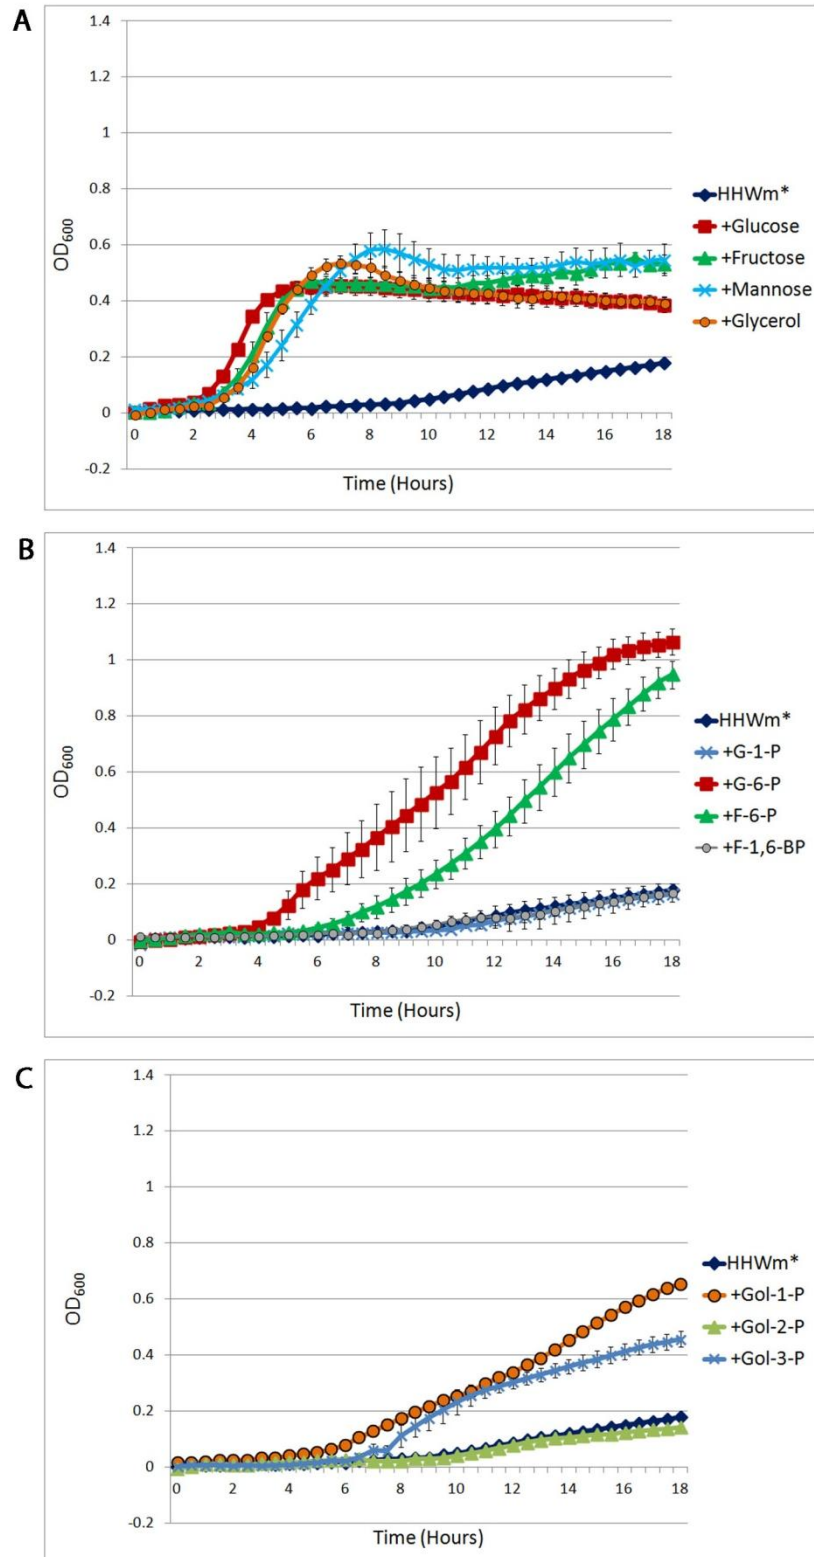 A
1.4
1.2
1
0.8
0.6
0.4
0.2
0
-0.2
OD600
0 2 4 6 8 10 12 14 16 18
Time (Hours)
HHWm*
+Glucose
+Fructose
+Mannose
+Glycerol
B
1.4
1.2
1
0.8
0.6
0.4
0.2
0
-0.2
OD600
0 2 4 6 8 10 12 14 16 18
Time (Hours)
HHWm*
+G-1-P
+G-6-P
+F-6-P
+F-1,6-BP
C
1.4
1.2
1
0.8
0.6
0.4
0.2
0
-0.2
OD600
0 2 4 6 8 10 12 14 16 18
Time (Hours)
HHWm*
+Gol-1-P
+Gol-2-P
+Gol-3-P